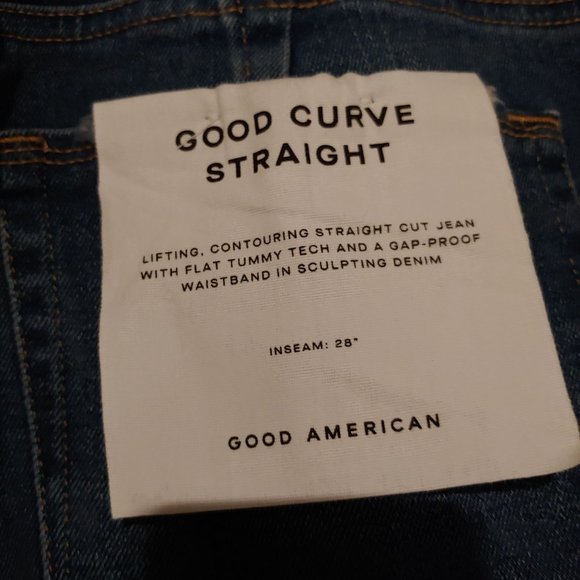 GOOD CURVE
STRAIGHT
LIFTING, CONTOURING STRAIGHT CUT JEAN
WITH FLAT TUMMY TECH AND A GAP-PROOF
WAISTBAND IN SCULPTING DENIM
INSEAM: 28"
GOOD AMERICAN